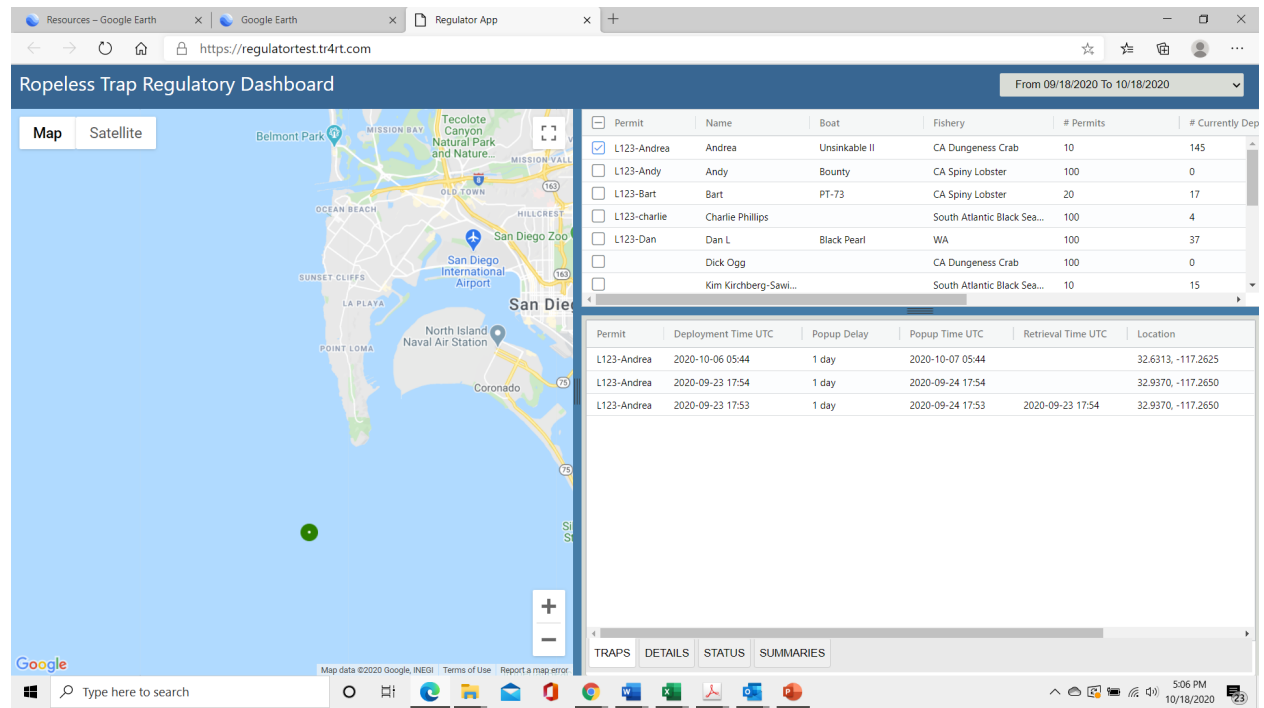 Resources – Google Earth
Google Earth
Regulator App
https://regulatortest.tr4rt.com
Ropeless Trap Regulatory Dashboard
From 09/18/2020 To 10/18/2020
Map Satellite
Belmont Park
MISSION BAY
Tecolote
Canyon
Natural Park
and Nature...
MISSION VALL
8
OLD TOWN
163
OCEAN BEACH
HILLCREST
San Diego Zoo
San Diego
International
Airport
163
SUNSET CLIFFS
LA PLAYA
San Die
North Island
Naval Air Station
POINT LOMA
Coronado
75
75
Si
St
Google
Map data ©2020 Google, INEGI Terms of Use Report a map error
Permit Name Boat Fishery # Permits # Currently Dep
L123-Andrea Andrea Unsinkable II CA Dungeness Crab 10 145
L123-Andy Andy Bounty CA Spiny Lobster 100 0
L123-Bart Bart PT-73 CA Spiny Lobster 20 17
L123-charlie Charlie Phillips South Atlantic Black Sea... 100 4
L123-Dan Dan L Black Pearl WA 100 37
Dick Ogg CA Dungeness Crab 100 0
Kim Kirchberg-Sawi... South Atlantic Black Sea... 10 15
Permit Deployment Time UTC Popup Delay Popup Time UTC Retrieval Time UTC Location
L123-Andrea 2020-10-06 05:44 1 day 2020-10-07 05:44 32.6313, -117.2625
L123-Andrea 2020-09-23 17:54 1 day 2020-09-24 17:54 32.9370, -117.2650
L123-Andrea 2020-09-23 17:53 1 day 2020-09-24 17:53 2020-09-23 17:54 32.9370, -117.2650
TRAPS DETAILS STATUS SUMMARIES
Type here to search
5:06 PM
10/18/2020
23